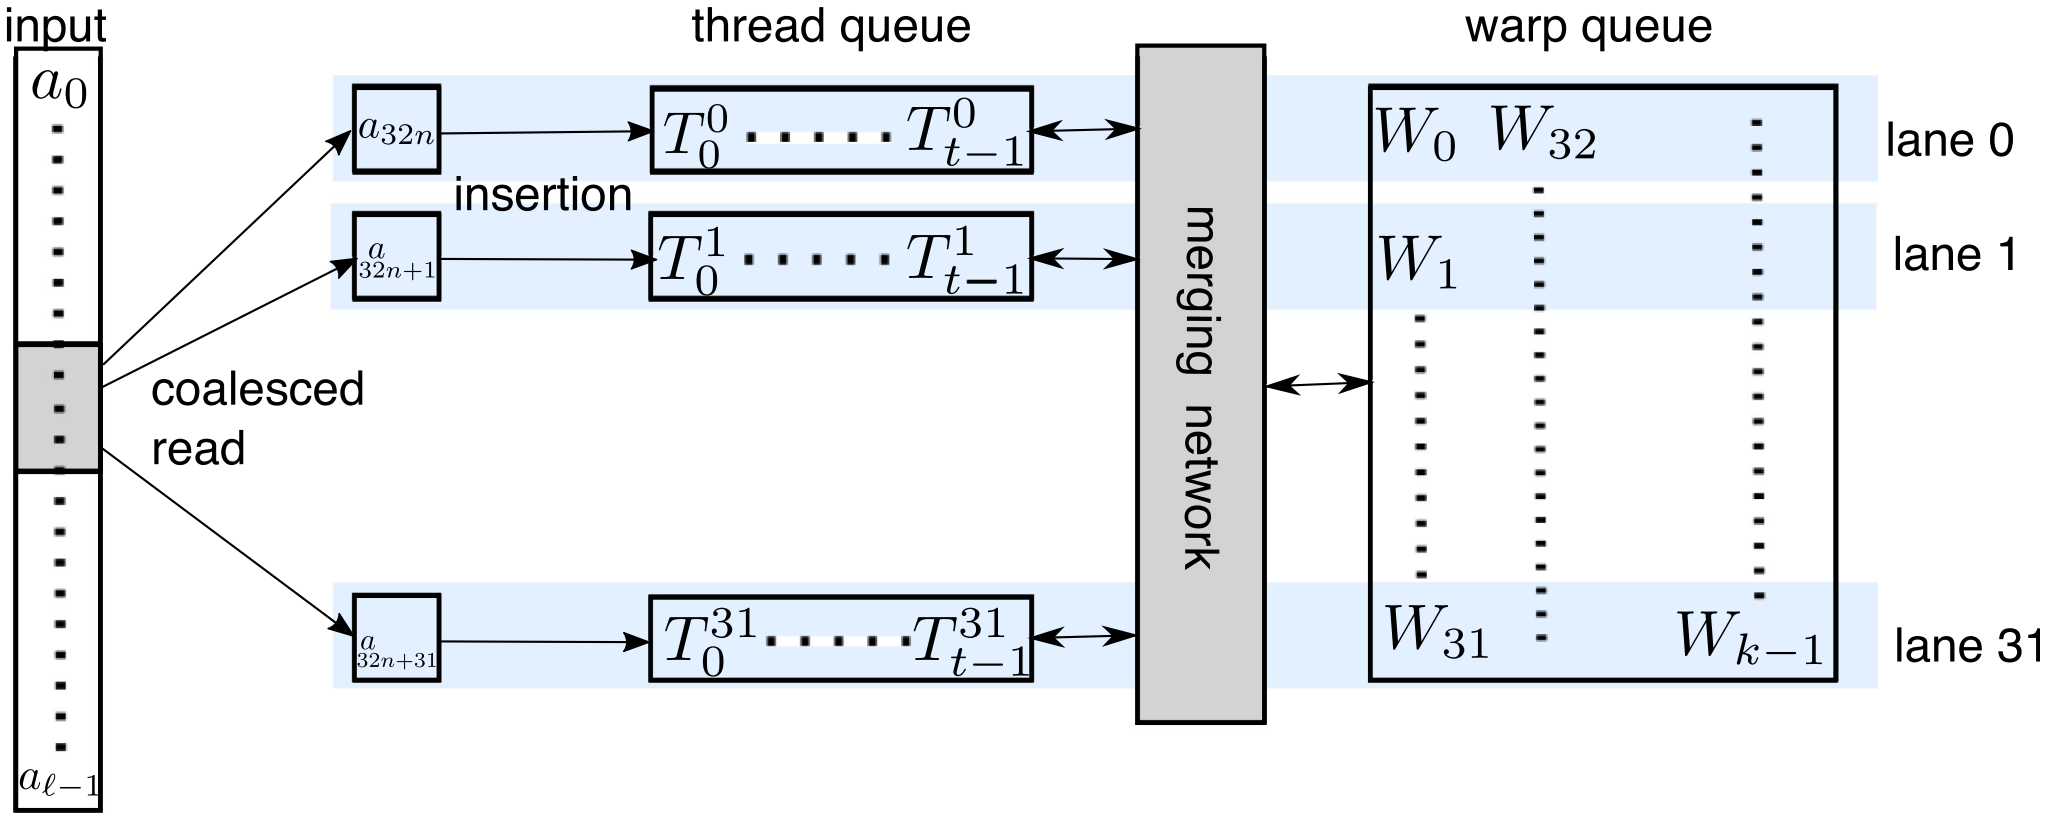 input
thread queue
warp queue
a_0
a_{32n}
T_0^0 ..... T_{t-1}^0
W_0 W_{32}
lane 0
insertion
a_{32n+1}
T_0^1 ..... T_{t-1}^1
W_1
lane 1
merging network
coalesced
read
a_{32n+31}
T_0^{31} ..... T_{t-1}^{31}
W_{31}
W_{k-1}
lane 31
a_{ℓ-1}